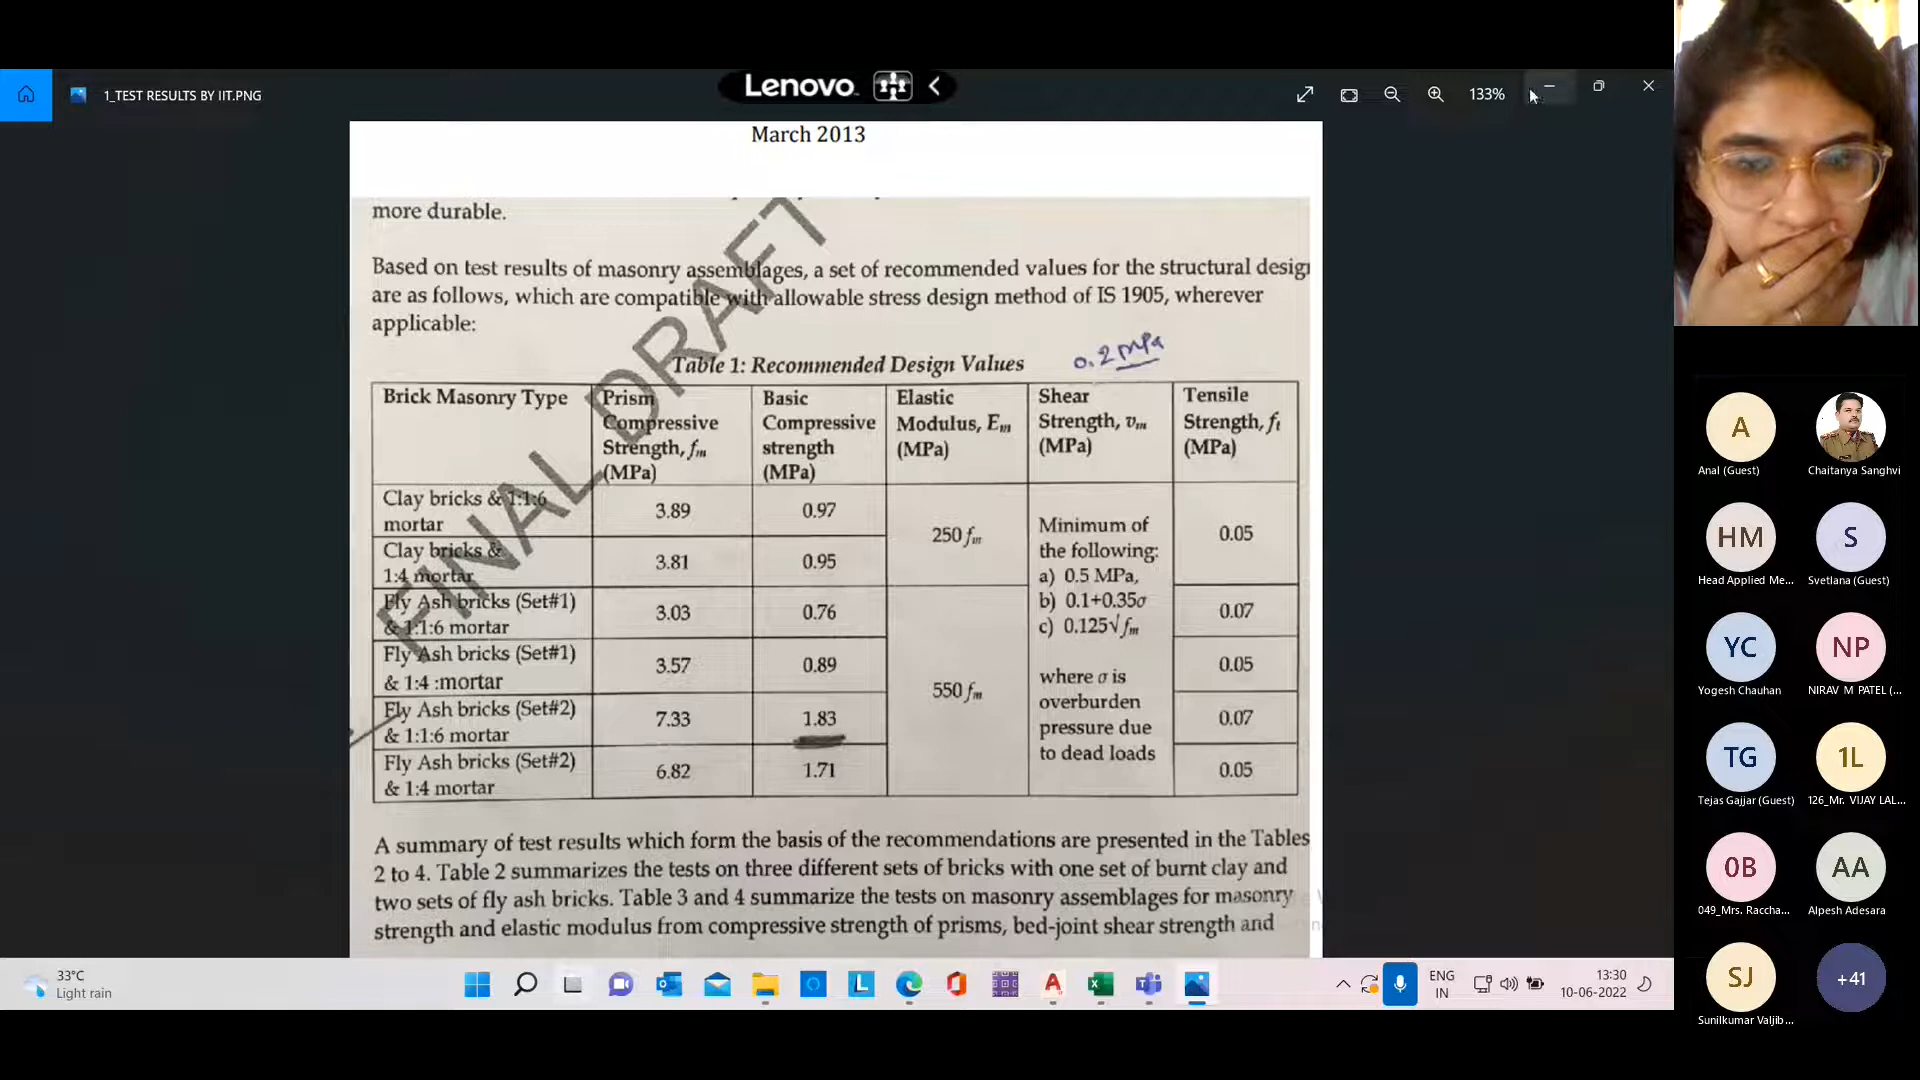 1_TEST RESULTS BY IIT.PNG
Lenovo
133%
March 2013
more durable.
Based on test results of masonry assemblages, a set of recommended values for the structural desig
are as follows, which are compatible with allowable stress design method of IS 1905, wherever
applicable:
0.2 MPa
Table 1: Recommended Design Values
Brick Masonry Type
Prism
Compressive
Strength, fm
(MPa)
Basic
Compressive
strength
(MPa)
Elastic
Modulus, Em
(MPa)
Shear
Strength, vm
(MPa)
Tensile
Strength, ft
(MPa)
Clay bricks & 1:1:6
mortar
3.89
0.97
250 fm
Minimum of
the following:
a) 0.5 MPa,
b) 0.1+0.35σ
c) 0.125√fm
where σ is
overburden
pressure due
to dead loads
0.05
Clay bricks &
1:4 mortar
3.81
0.95
Fly Ash bricks (Set#1)
& 1:1:6 mortar
3.03
0.76
550 fm
0.07
Fly Ash bricks (Set#1)
& 1:4 :mortar
3.57
0.89
0.05
Fly Ash bricks (Set#2)
& 1:1:6 mortar
7.33
1.83
0.07
Fly Ash bricks (Set#2)
& 1:4 mortar
6.82
1.71
0.05
FINAL DRAFT
A summary of test results which form the basis of the recommendations are presented in the Tables
2 to 4. Table 2 summarizes the tests on three different sets of bricks with one set of burnt clay and
two sets of fly ash bricks. Table 3 and 4 summarize the tests on masonry assemblages for masonry
strength and elastic modulus from compressive strength of prisms, bed-joint shear strength and
A
Anal (Guest)
Chaitanya Sanghvi
HM
Head Applied Me...
S
Svetlana (Guest)
YC
Yogesh Chauhan
NP
NIRAV M PATEL (...
TG
Tejas Gajjar (Guest)
1L
126_Mr. VIJAY LAL...
0B
049_Mrs. Raccha...
AA
Alpesh Adesara
SJ
Sunilkumar Valjib...
+41
33°C
Light rain
ENG
IN
13:30
10-06-2022